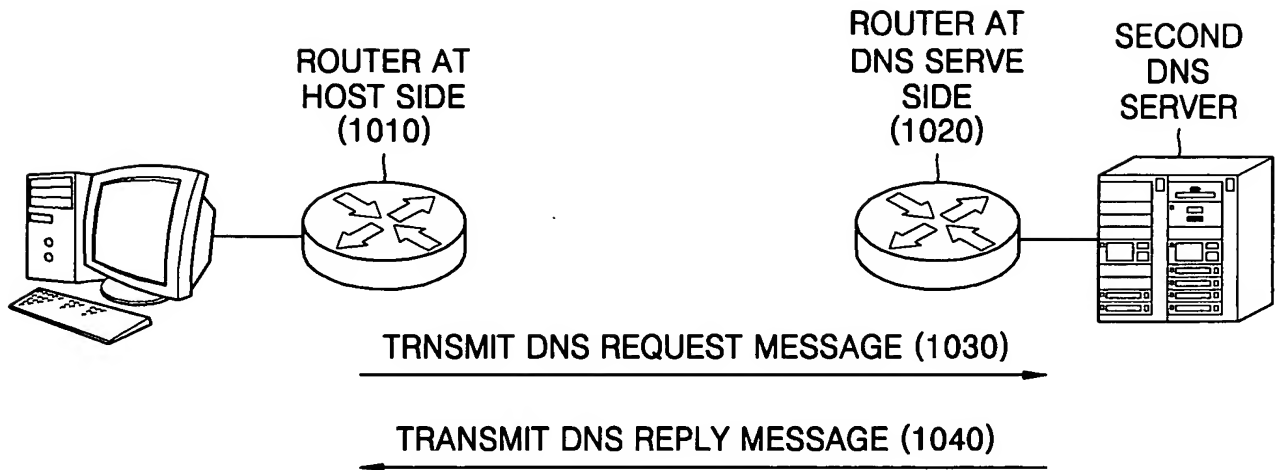 ROUTER AT
HOST SIDE
(1010)
ROUTER AT
DNS SERVE
SIDE
(1020)
SECOND
DNS
SERVER
TRNSMIT DNS REQUEST MESSAGE (1030)
TRANSMIT DNS REPLY MESSAGE (1040)